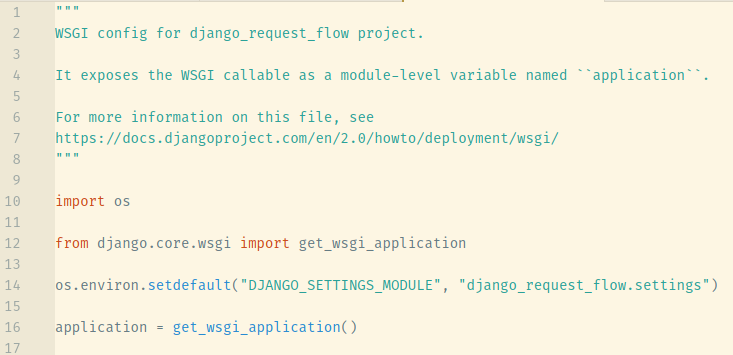 1 """
2 WSGI config for django_request_flow project.
3
4 It exposes the WSGI callable as a module-level variable named ``application``.
5
6 For more information on this file, see
7 https://docs.djangoproject.com/en/2.0/howto/deployment/wsgi/
8 """
9
10 import os
11
12 from django.core.wsgi import get_wsgi_application
13
14 os.environ.setdefault("DJANGO_SETTINGS_MODULE", "django_request_flow.settings")
15
16 application = get_wsgi_application()
17